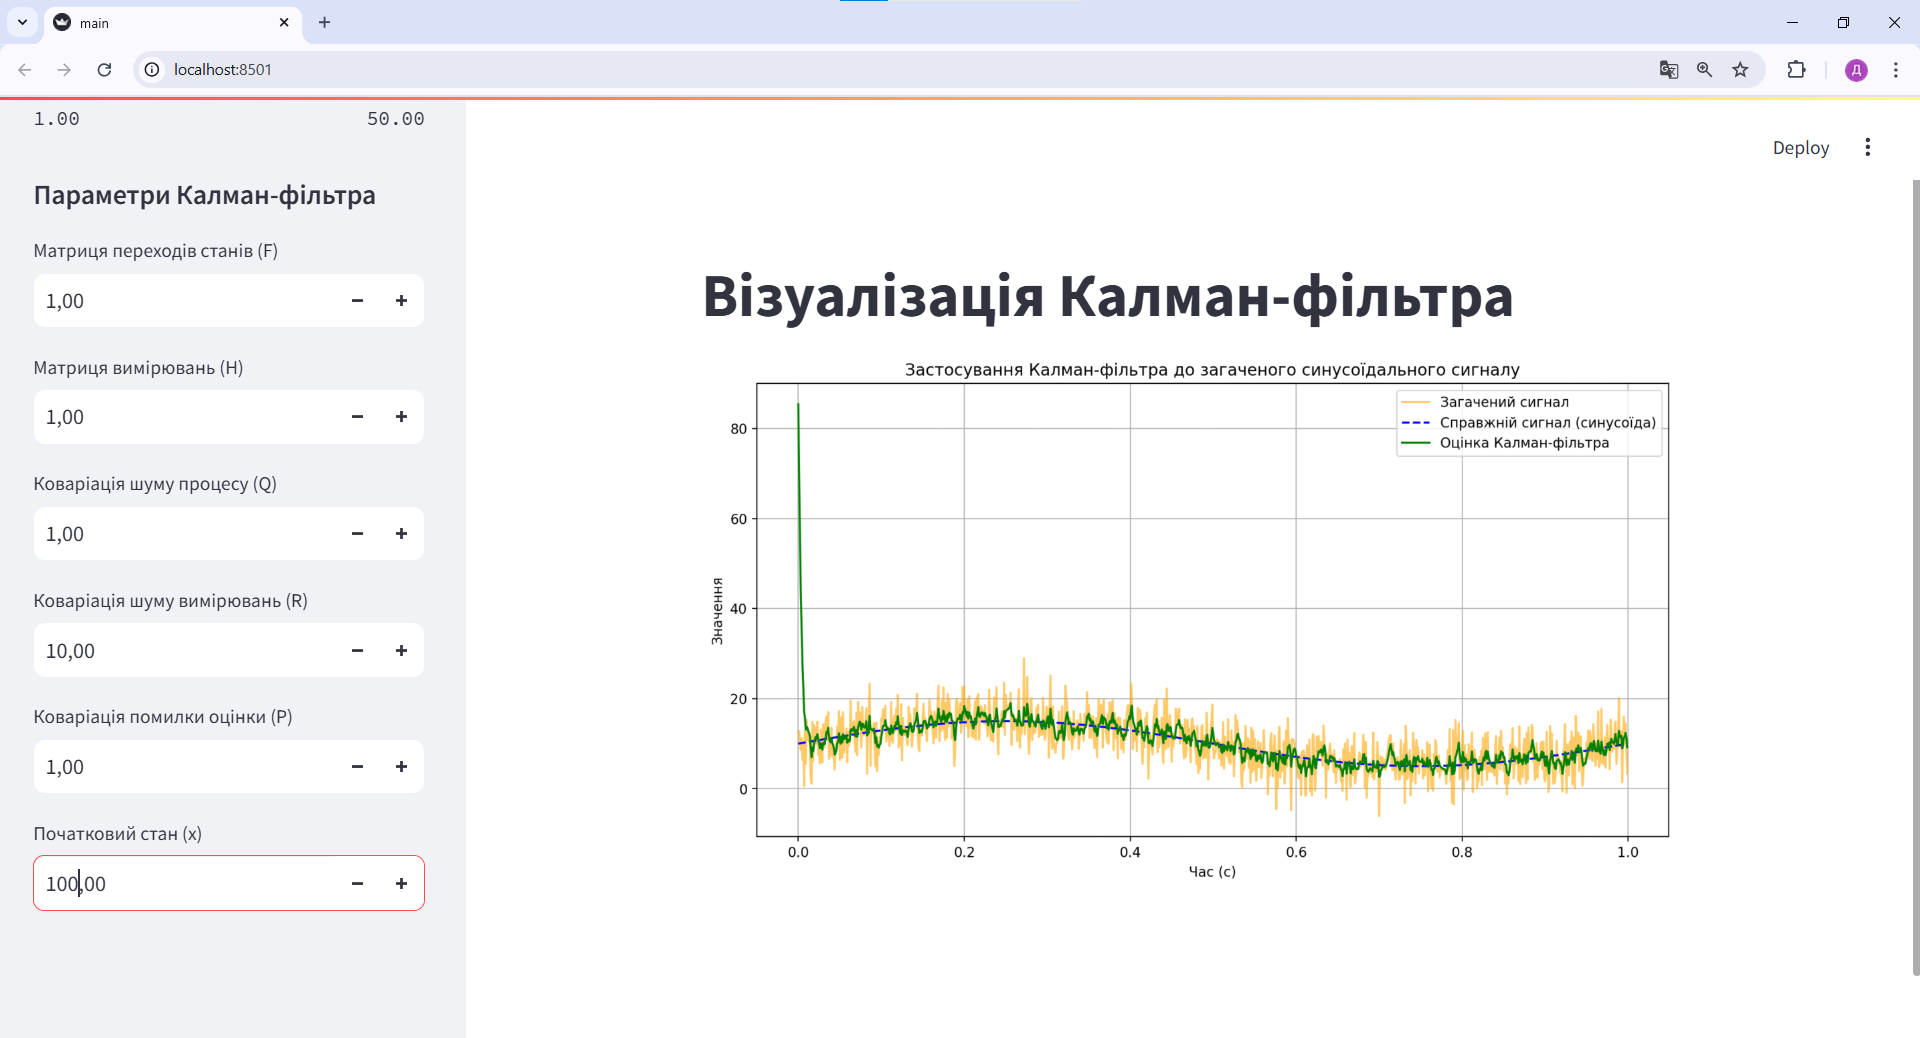 main
localhost:8501
Д
1.00 50.00
Deploy
Параметри Калман-фільтра
Матриця переходів станів (F)
1,00
Матриця вимірювань (H)
1,00
Коваріація шуму процесу (Q)
1,00
Коваріація шуму вимірювань (R)
10,00
Коваріація помилки оцінки (P)
1,00
Початковий стан (x)
100,00
Візуалізація Калман-фільтра
Застосування Калман-фільтра до загаченого синусоїдального сигналу
Загачений сигнал
Справжній сигнал (синусоїда)
Оцінка Калман-фільтра
Значення
80
60
40
20
0
0.0 0.2 0.4 0.6 0.8 1.0
Час (с)